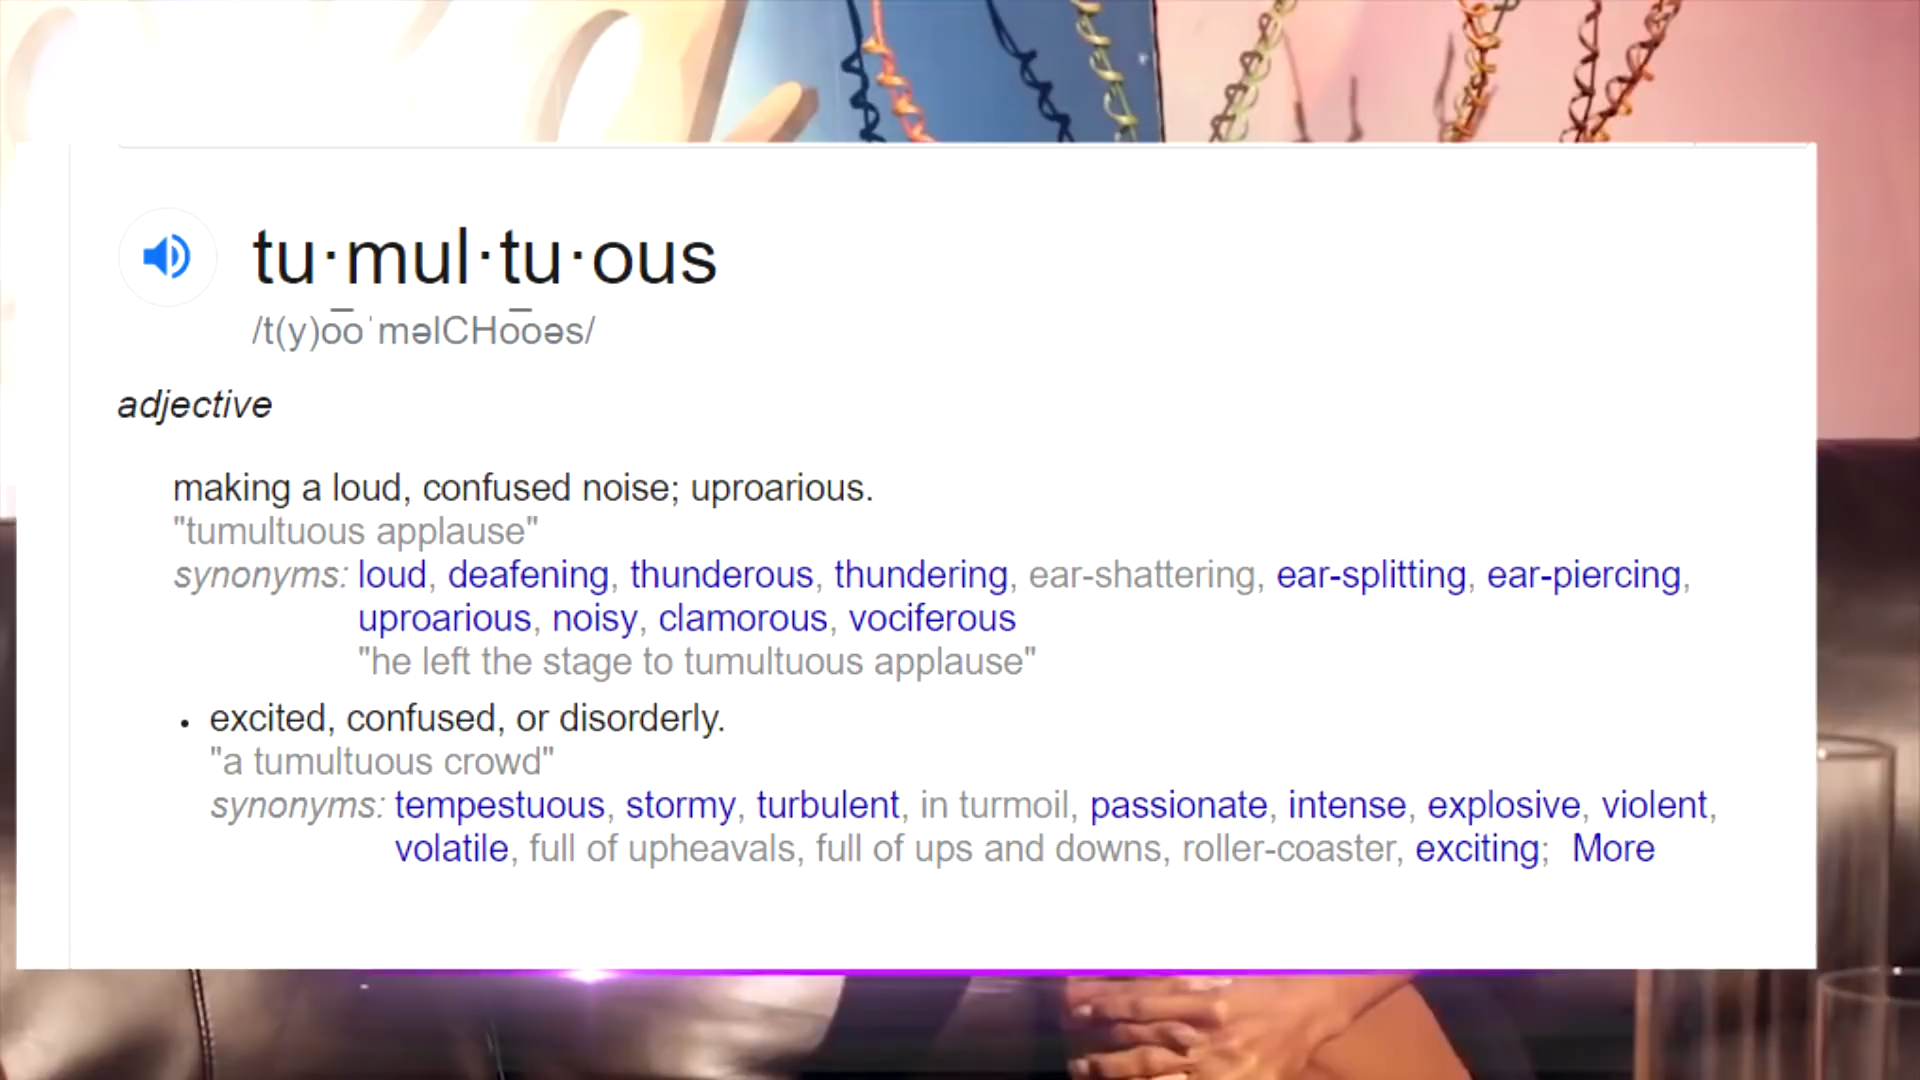 tu·mul·tu·ous
/t(y)o͞oˈməlCHo͞oəs/
adjective
making a loud, confused noise; uproarious.
"tumultuous applause"
synonyms: loud, deafening, thunderous, thundering, ear-shattering, ear-splitting, ear-piercing,
uproarious, noisy, clamorous, vociferous
"he left the stage to tumultuous applause"
• excited, confused, or disorderly.
"a tumultuous crowd"
synonyms: tempestuous, stormy, turbulent, in turmoil, passionate, intense, explosive, violent,
volatile, full of upheavals, full of ups and downs, roller-coaster, exciting; More